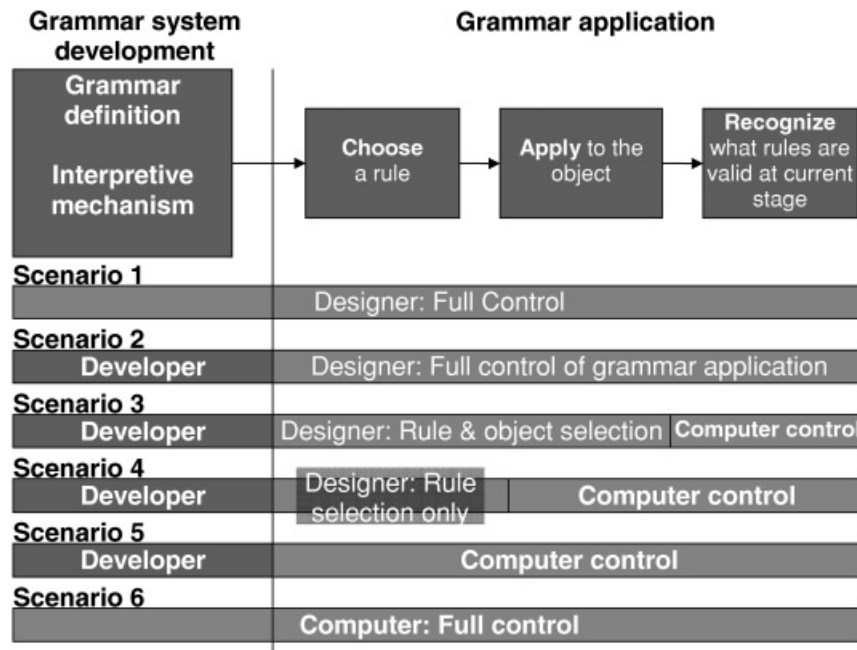 Grammar system
development
Grammar application
Grammar
definition
Interpretive
mechanism
Choose
a rule
Apply to the
object
Recognize
what rules are
valid at current
stage
Scenario 1
Designer: Full Control
Scenario 2
Developer
Designer: Full control of grammar application
Scenario 3
Developer
Designer: Rule & object selection
Computer control
Scenario 4
Developer
Designer: Rule
selection only
Computer control
Scenario 5
Developer
Computer control
Scenario 6
Computer: Full control